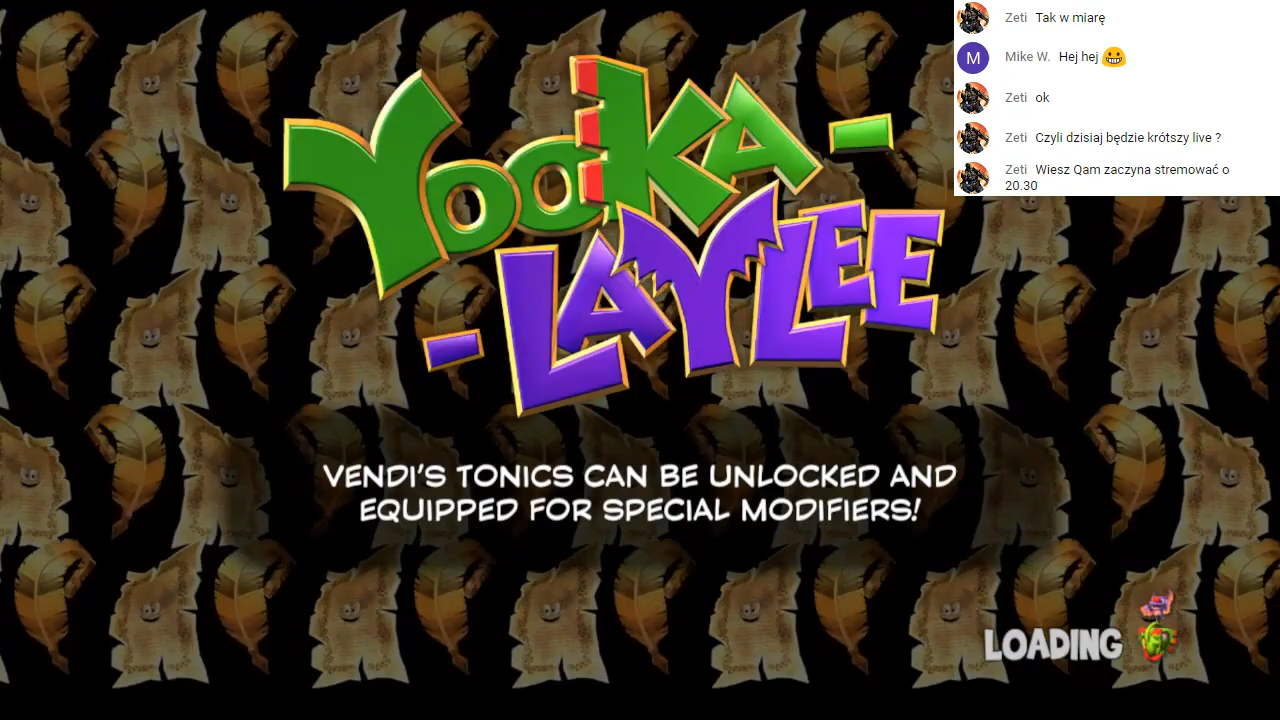 Zeti Tak w miarę
M Mike W. Hej hej
Zeti ok
Zeti Czyli dzisiaj będzie krótszy live ?
Zeti Wiesz Qam zaczyna stremować o
20.30
YOOKA-
-LAYLEE
VENDI'S TONICS CAN BE UNLOCKED AND
EQUIPPED FOR SPECIAL MODIFIERS!
LOADING